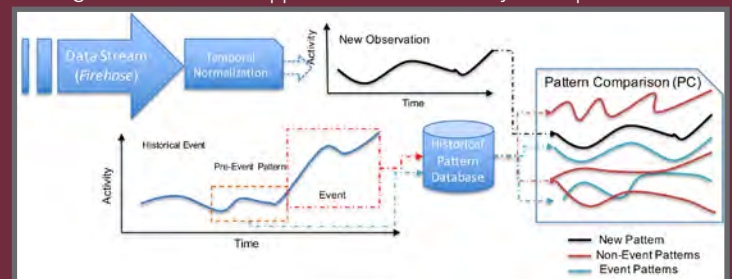 Data Stream
(Firehose)
Temporal
Normalization
Activity
New Observation
Time
Pattern Comparison (PC)
Historical Event
Pre-Event Pattern
Event
Activity
Time
Historical
Pattern
Database
New Pattern
Non-Event Patterns
Event Patterns